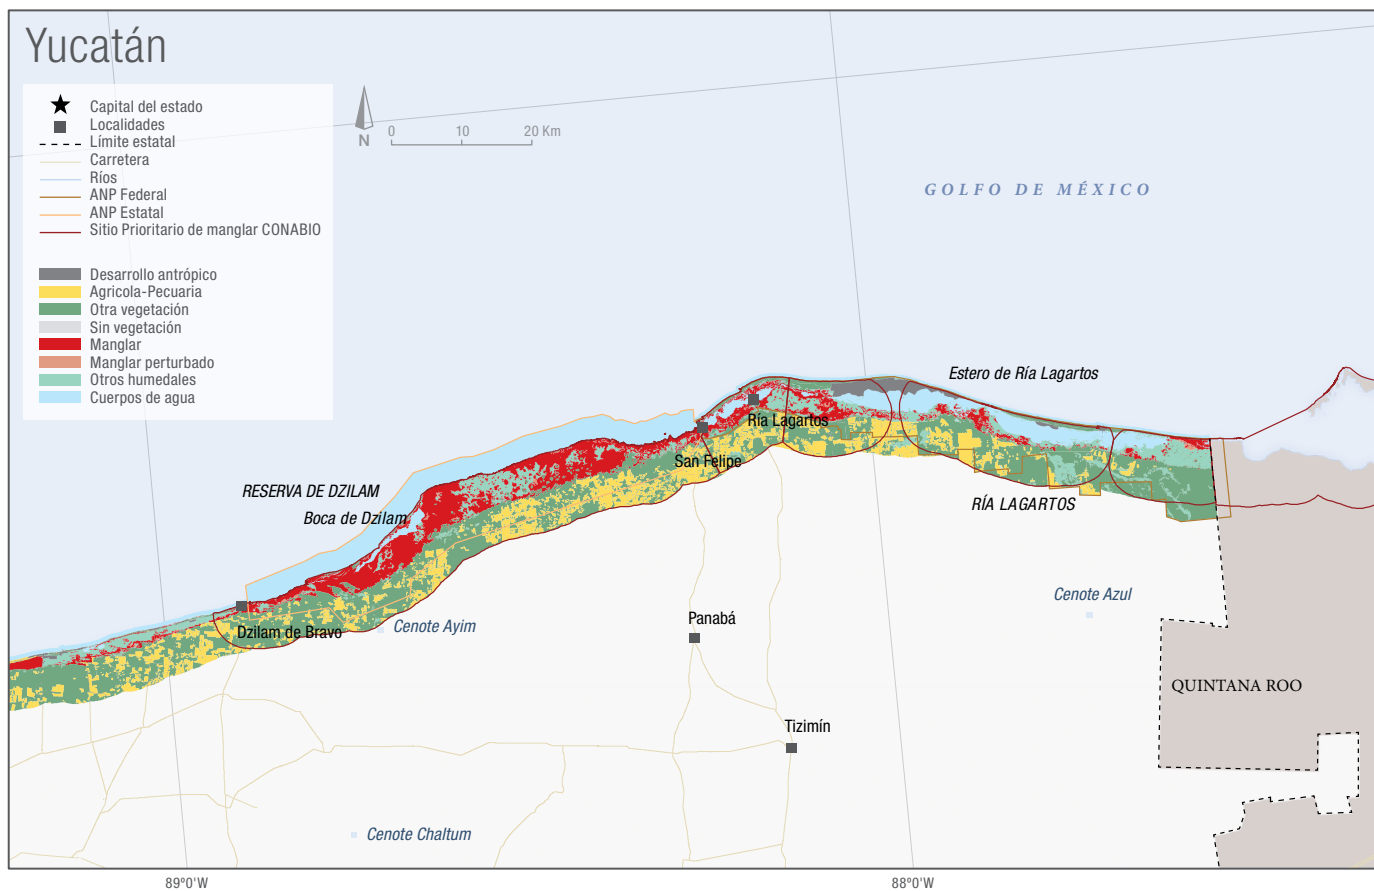 Yucatán
Capital del estado
Localidades
Límite estatal
Carretera
Ríos
ANP Federal
ANP Estatal
Sitio Prioritario de manglar CONABIO
Desarrollo antrópico
Agricola-Pecuaria
Otra vegetación
Sin vegetación
Manglar
Manglar perturbado
Otros humedales
Cuerpos de agua
N
0 10 20 Km
GOLFO DE MÉXICO
Estero de Ría Lagartos
Ría Lagartos
San Felipe
RESERVA DE DZILAM
Boca de Dzilam
RÍA LAGARTOS
Cenote Azul
Panabá
Cenote Ayim
Dzilam de Bravo
QUINTANA ROO
Tizimín
Cenote Chaltum
89°0'W
88°0'W